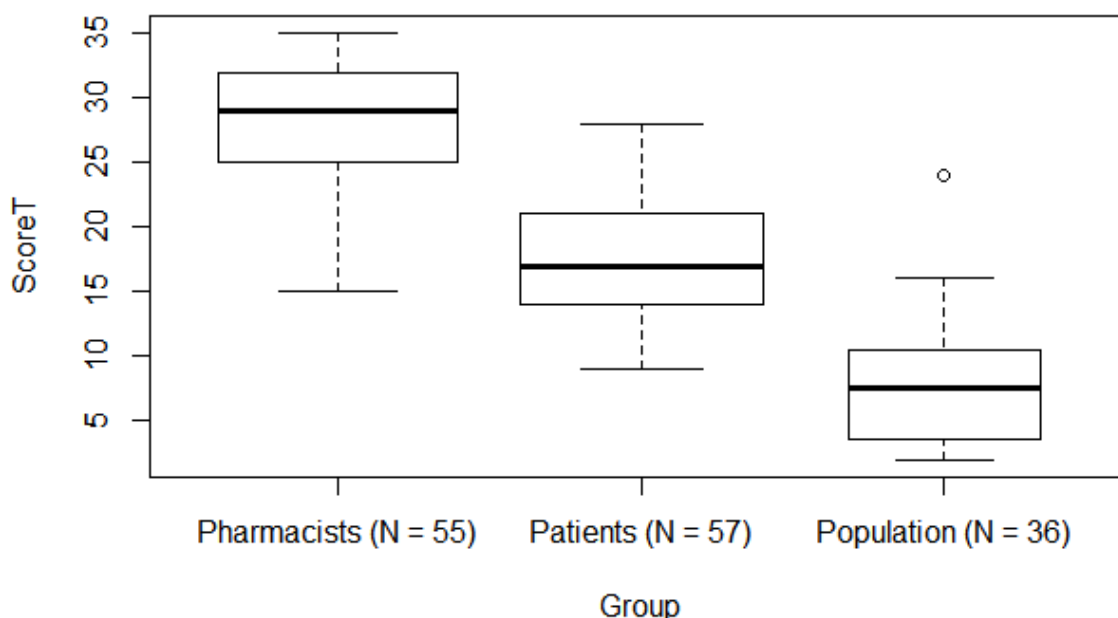 ScoreT
35
30
25
20
15
10
5
Pharmacists (N = 55)
Patients (N = 57)
Population (N = 36)
Group